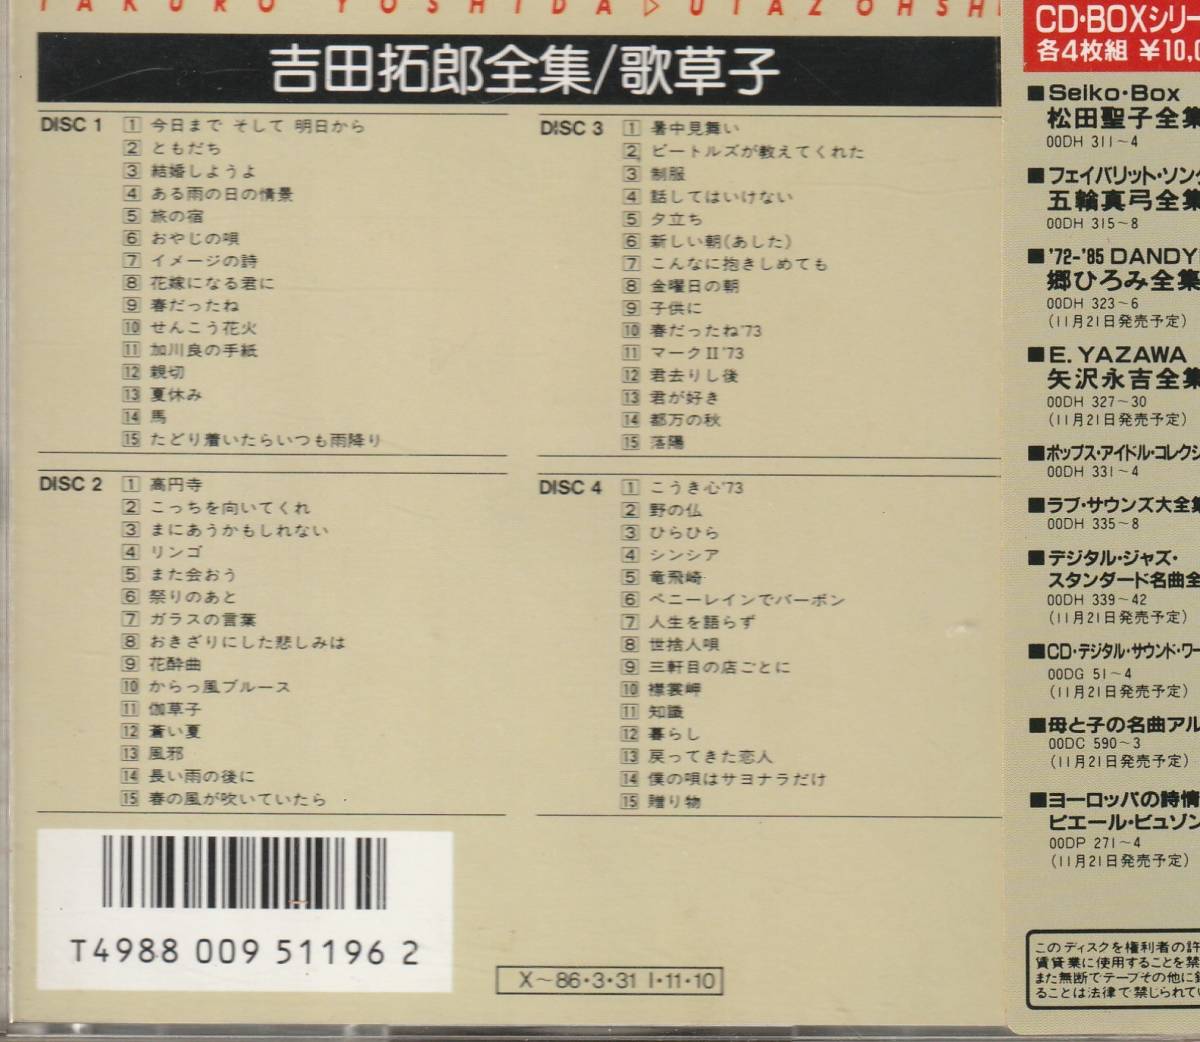 TAKURO YOSHIDA▷UTAZOHSHI
吉田拓郎全集/歌草子
DISC 1
1 今日まで そして 明日から
2 ともだち
3 結婚しようよ
4 ある雨の日の情景
5 旅の宿
6 おやじの唄
7 イメージの詩
8 花嫁になる君に
9 春だったね
10 せんこう花火
11 加川良の手紙
12 親切
13 夏休み
14 馬
15 たどり着いたらいつも雨降り
DISC 2
1 高円寺
2 こっちを向いてくれ
3 まにあうかもしれない
4 リンゴ
5 また会おう
6 祭りのあと
7 ガラスの言葉
8 おきざりにした悲しみは
9 花酔曲
10 からっ風ブルース
11 伽草子
12 蒼い夏
13 風邪
14 長い雨の後に
15 春の風が吹いていたら
DISC 3
1 暑中見舞い
2 ビートルズが教えてくれた
3 制服
4 話してはいけない
5 夕立ち
6 新しい朝(あした)
7 こんなに抱きしめても
8 金曜日の朝
9 子供に
10 春だったね'73
11 マークII'73
12 君去りし後
13 君が好き
14 都万の秋
15 落陽
DISC 4
1 こうき心'73
2 野の仏
3 ひらひら
4 シンシア
5 竜飛崎
6 ペニーレインでバーボン
7 人生を語らず
8 世捨人唄
9 三軒目の店ごとに
10 襟裳岬
11 知識
12 暮らし
13 戻ってきた恋人
14 僕の唄はサヨナラだけ
15 贈り物
T4988 009 51196 2
X〜86・3・31 I・11・10
CD・BOXシリー
各4枚組 ¥10,0
■Seiko・Box
松田聖子全集
00DH 311〜4
■フェイバリット・ソング
五輪真弓全集
00DH 315〜8
■'72-'85 DANDY
郷ひろみ全集
00DH 323〜6
(11月21日発売予定)
■E. YAZAWA
矢沢永吉全集
00DH 327〜30
(11月21日発売予定)
■ポップス・アイドル・コレクシ
00DH 331〜4
■ラブ・サウンズ大全集
00DH 335〜8
■デジタル・ジャズ・
スタンダード名曲全
00DH 339〜42
(11月21日発売予定)
■CD・デジタル・サウンド・ワー
00DG 51〜4
(11月21日発売予定)
■母と子の名曲アル
00DC 590〜3
(11月21日発売予定)
■ヨーロッパの詩情
ピエール・ビュゾン
00DP 271〜4
(11月21日発売予定)
このディスクを権利者の許
賃貸業に使用することを禁
また無断でテープその他に録
ることは法律で禁じられてい